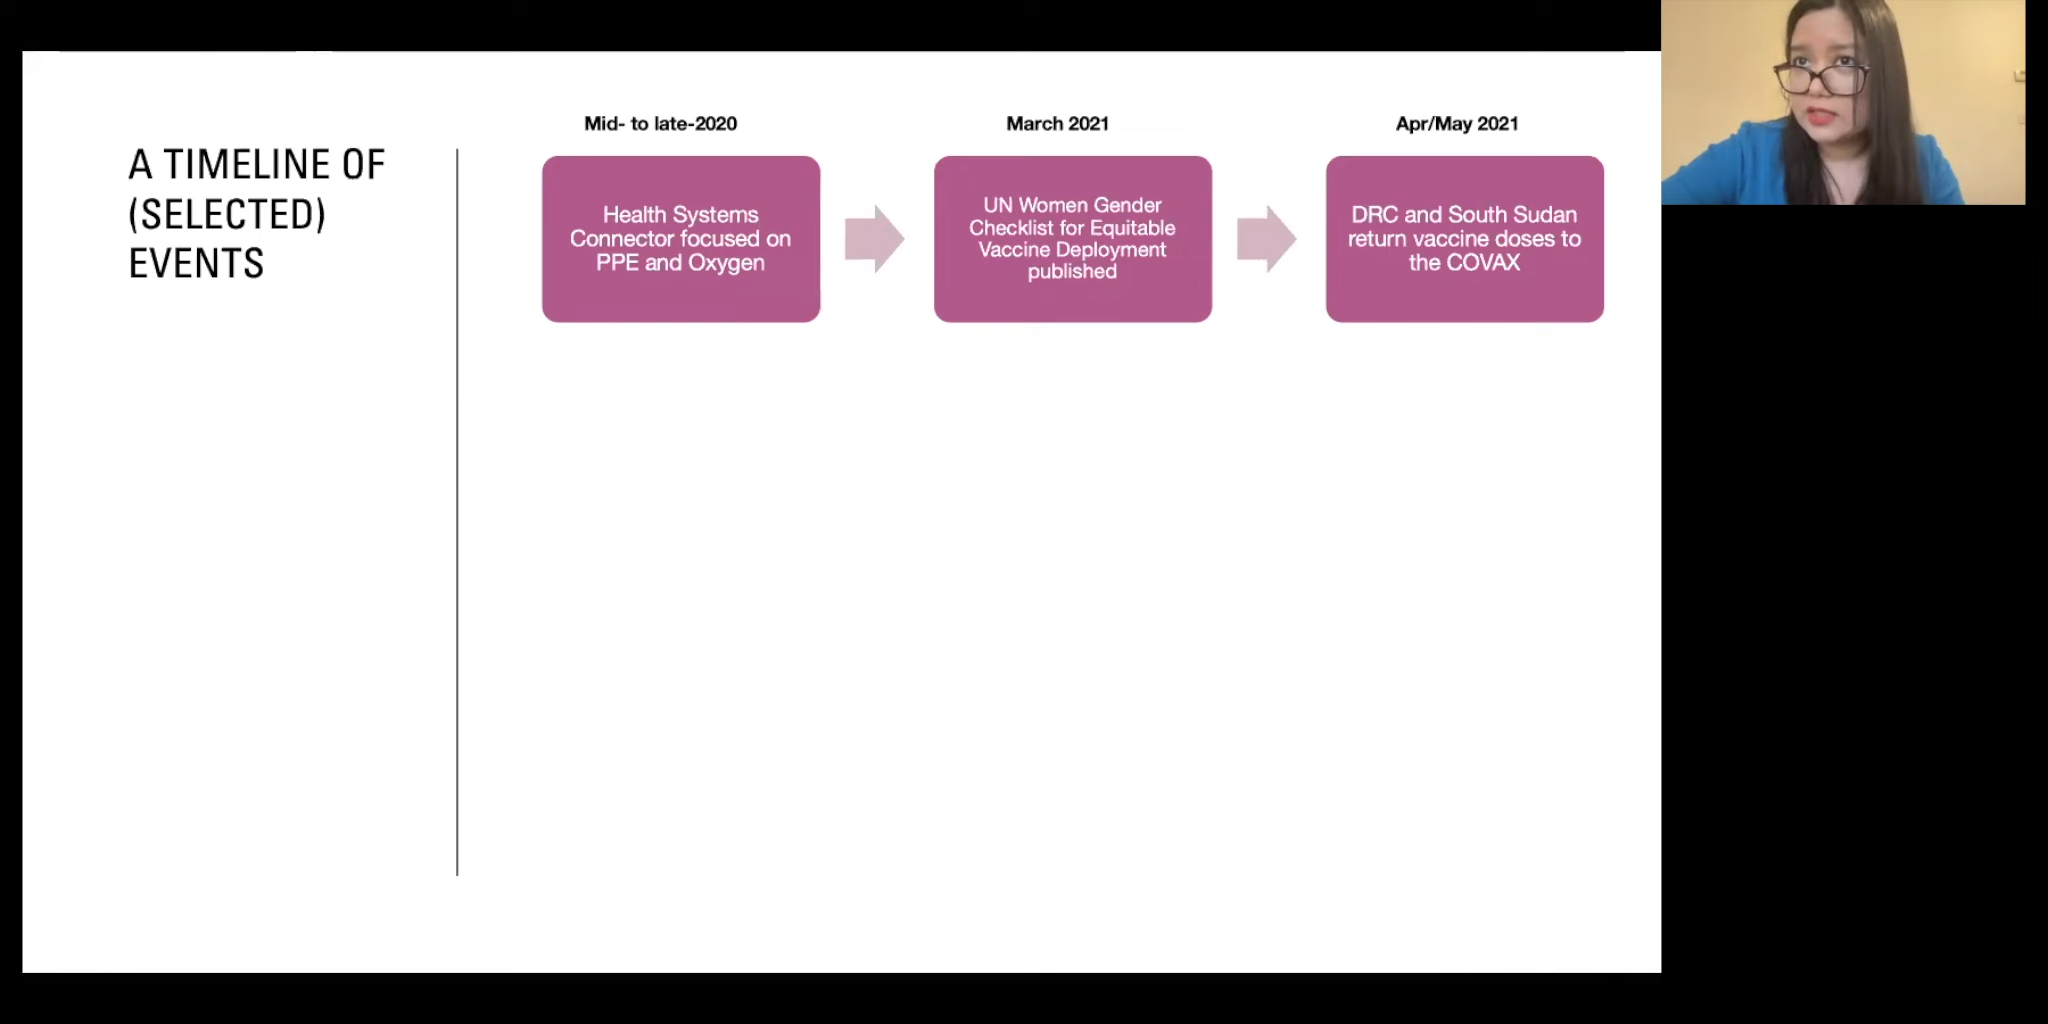 A TIMELINE OF
(SELECTED)
EVENTS
Mid- to late-2020
Health Systems
Connector focused on
PPE and Oxygen
March 2021
UN Women Gender
Checklist for Equitable
Vaccine Deployment
published
Apr/May 2021
DRC and South Sudan
return vaccine doses to
the COVAX